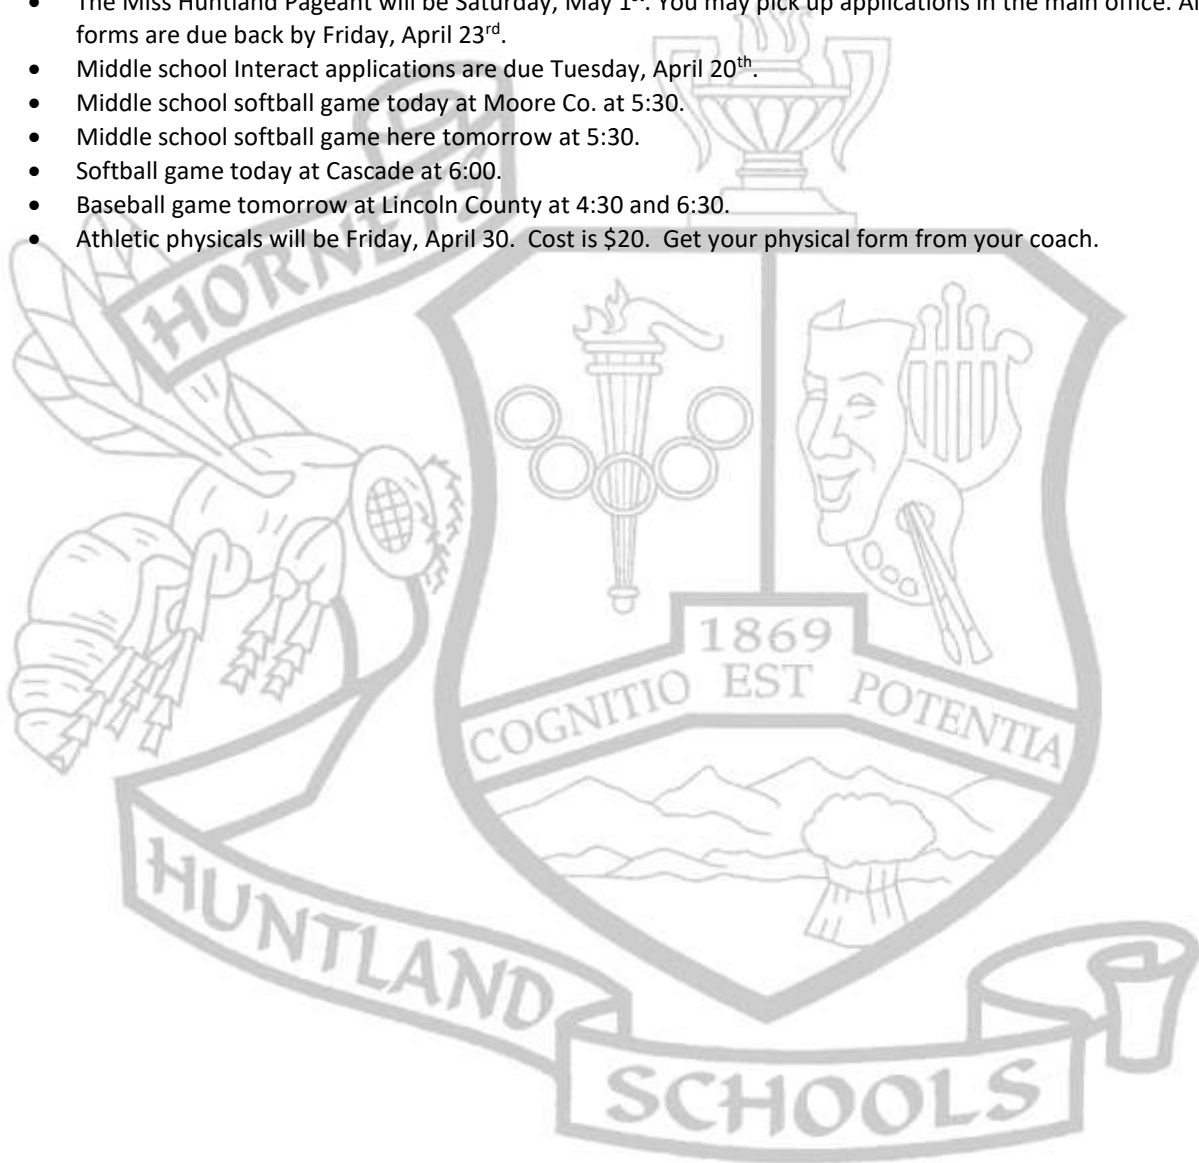 • The Miss Huntland Pageant will be Saturday, May 1st. You may pick up applications in the main office.
forms are due back by Friday, April 23rd.
• Middle school Interact applications are due Tuesday, April 20th.
• Middle school softball game today at Moore Co. at 5:30.
• Middle school softball game here tomorrow at 5:30.
• Softball game today at Cascade at 6:00.
• Baseball game tomorrow at Lincoln County at 4:30 and 6:30.
• Athletic physicals will be Friday, April 30.  Cost is $20.  Get your physical form from your coach.
HORNETS
1869
COGNITIO EST POTENTIA
HUNTLAND
SCHOOLS